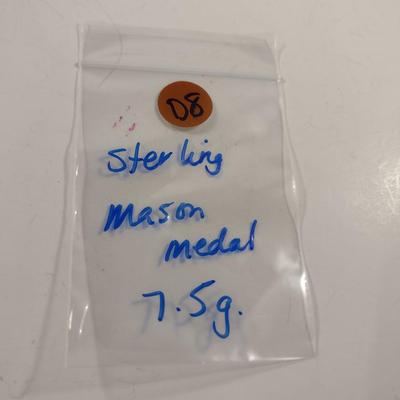 D8
Sterling
Mason
medal
7.5g.